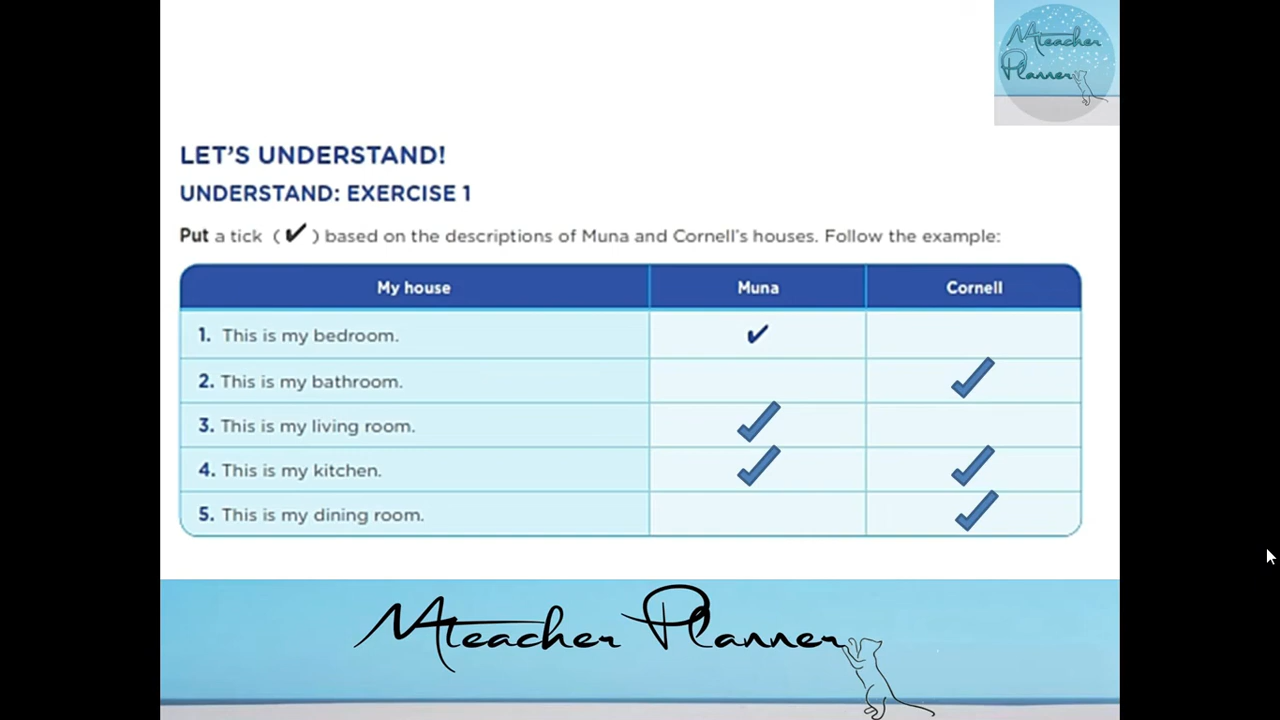 Mteacher
Planner
LET'S UNDERSTAND!
UNDERSTAND: EXERCISE 1
Put a tick ( ✔ ) based on the descriptions of Muna and Cornell's houses. Follow the example:
My house Muna Cornell
1. This is my bedroom. ✔
2. This is my bathroom. ✔
3. This is my living room. ✔
4. This is my kitchen. ✔ ✔
5. This is my dining room. ✔
Mteacher Planner